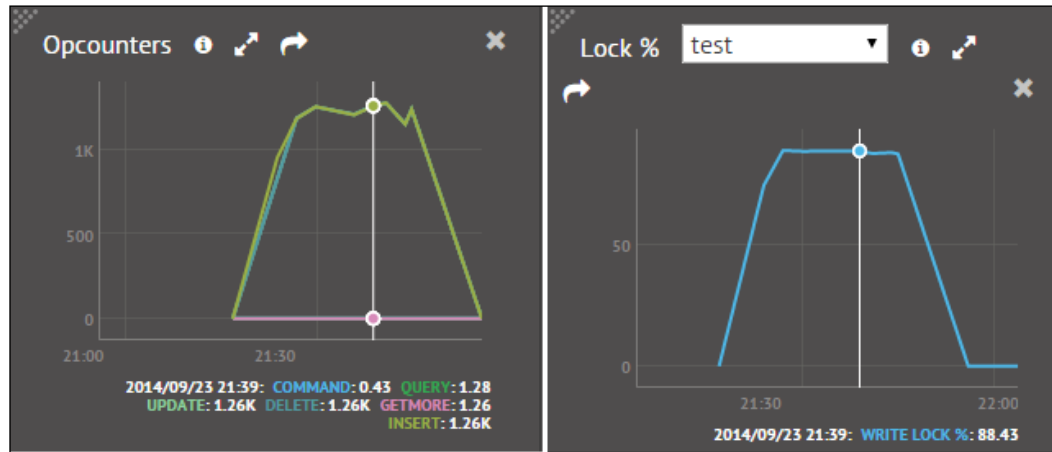 Opcounters
1K
500
0
21:00 21:30
2014/09/23 21:39: COMMAND: 0.43 QUERY: 1.28
UPDATE: 1.26K DELETE: 1.26K GETMORE: 1.26
INSERT: 1.26K
Lock % test
50
0
21:30 22:00
2014/09/23 21:39: WRITE LOCK %: 88.43